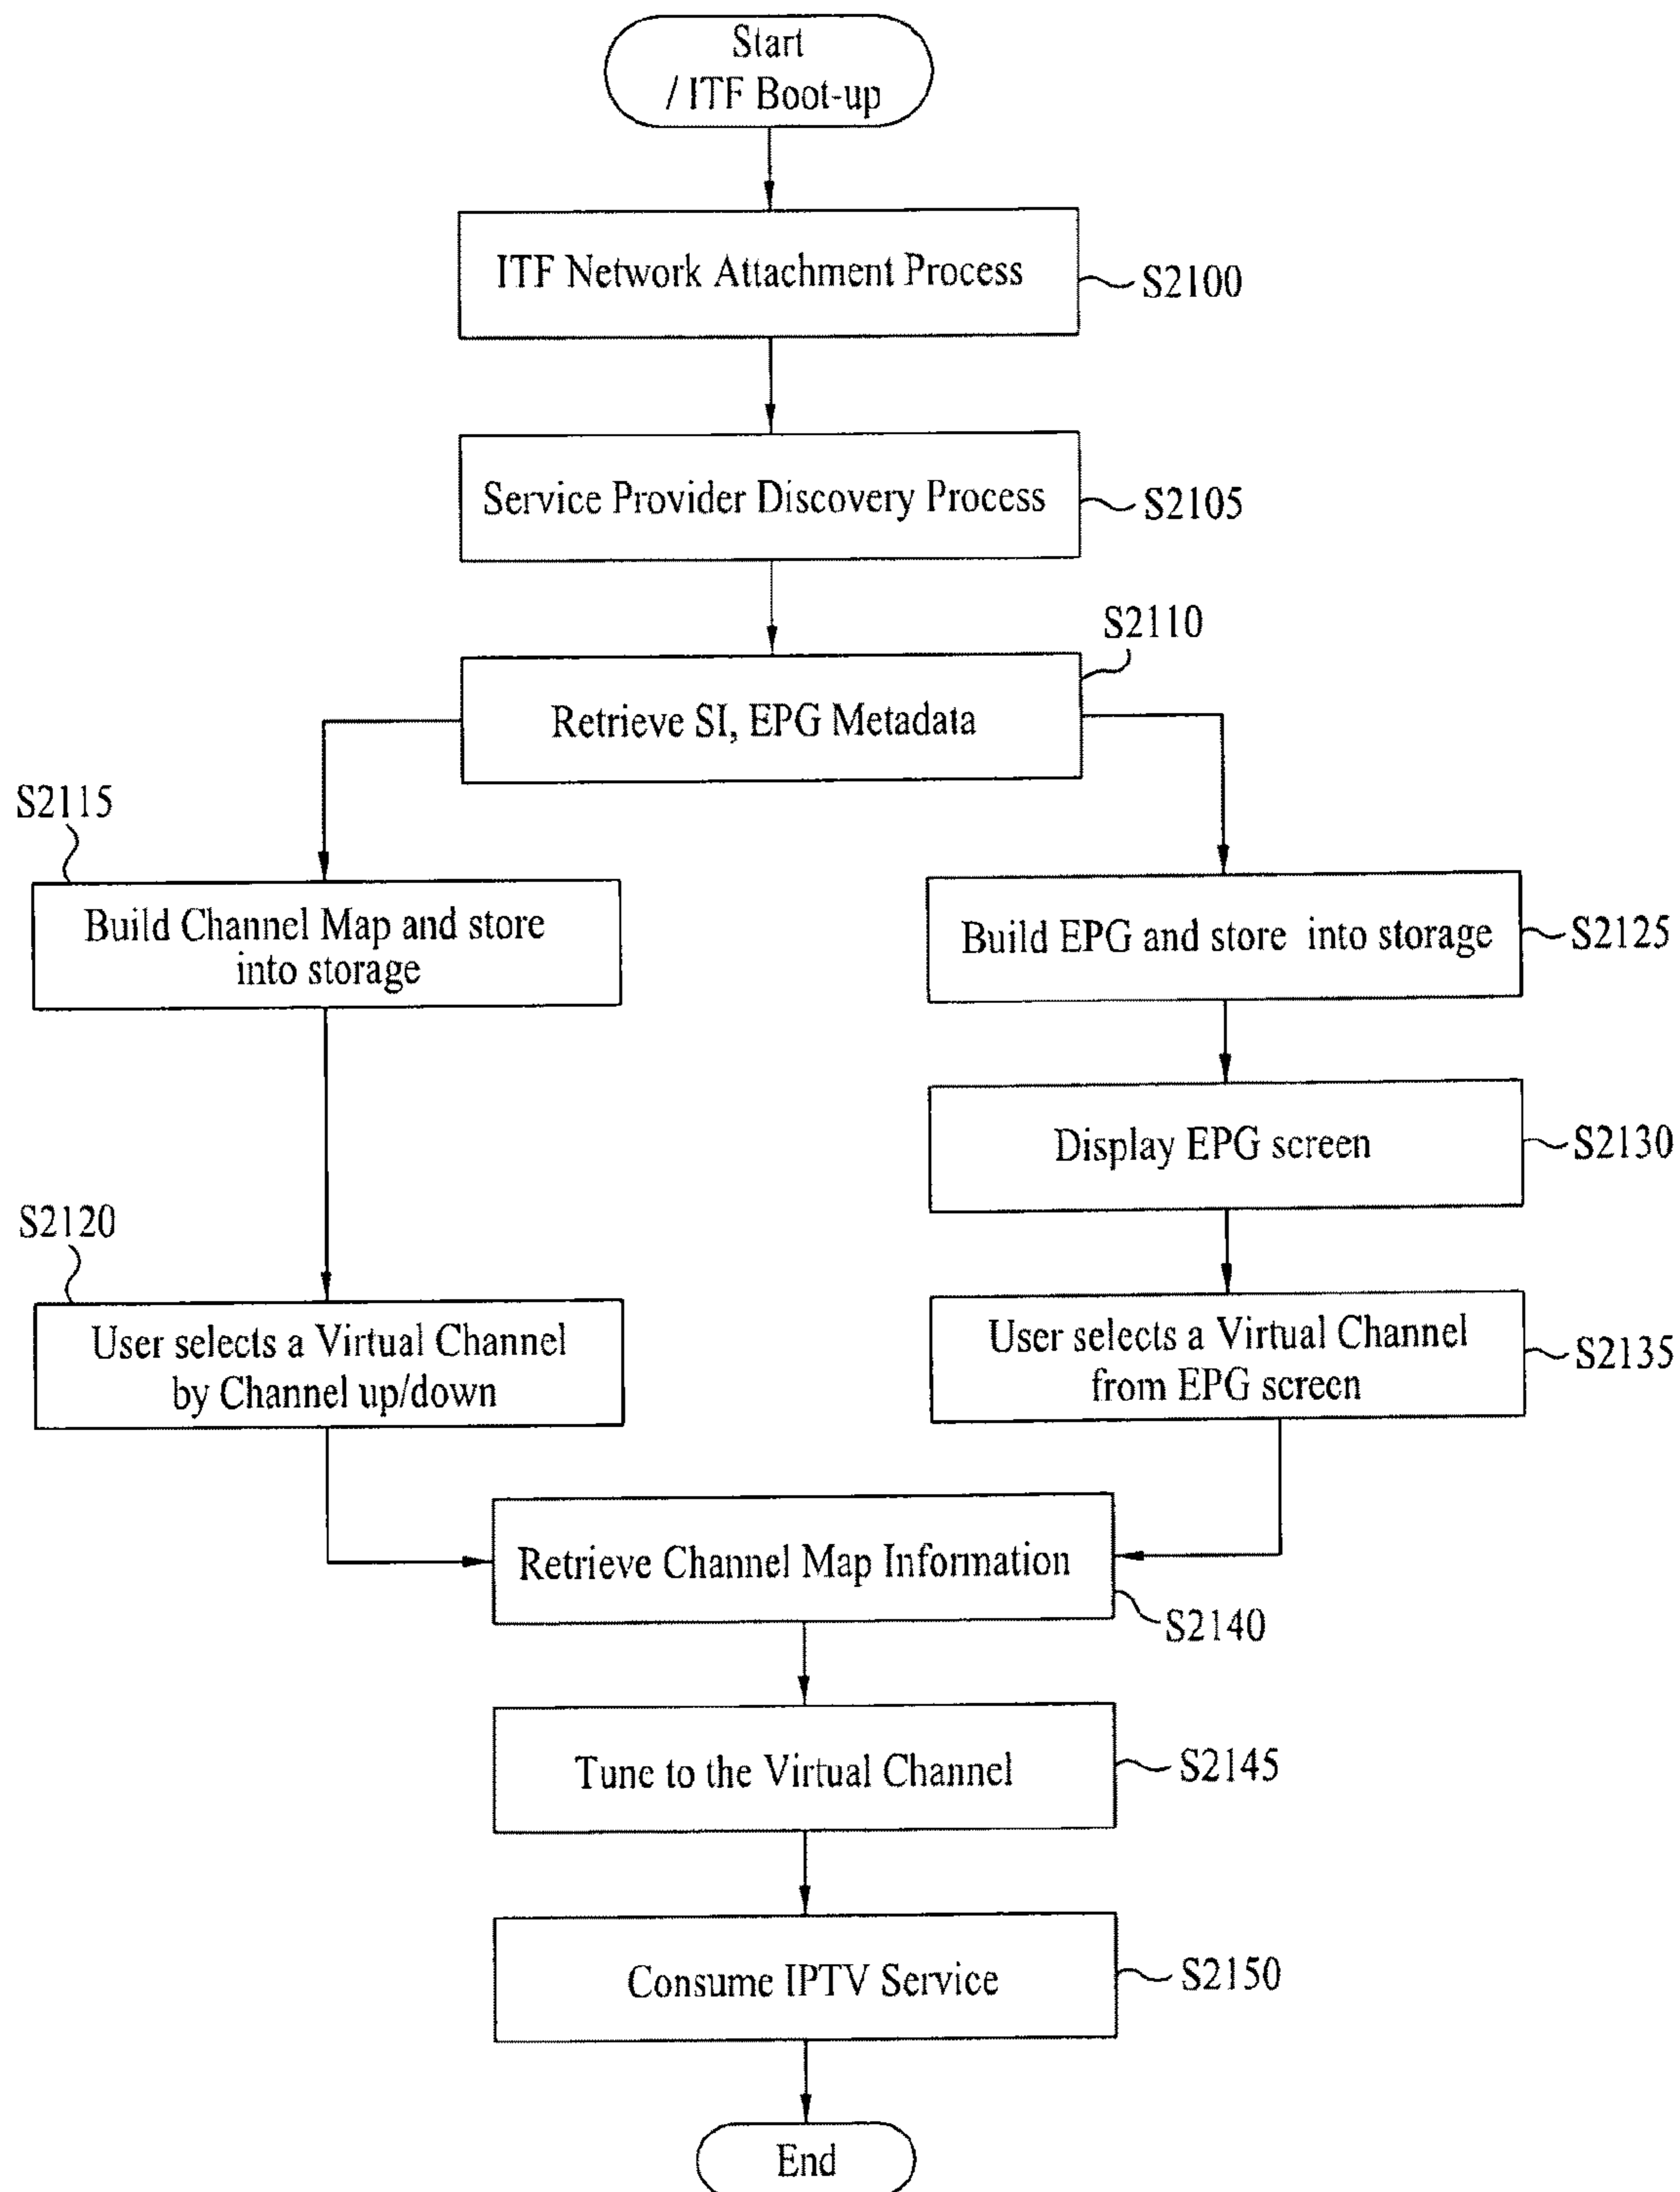 Start
/ ITF Boot-up
ITF Network Attachment Process
S2100
Service Provider Discovery Process
S2105
S2110
Retrieve SI, EPG Metadata
S2115
Build Channel Map and store
into storage
Build EPG and store into storage
S2125
Display EPG screen
S2130
S2120
User selects a Virtual Channel
by Channel up/down
User selects a Virtual Channel
from EPG screen
S2135
Retrieve Channel Map Information
S2140
Tune to the Virtual Channel
S2145
Consume IPTV Service
S2150
End